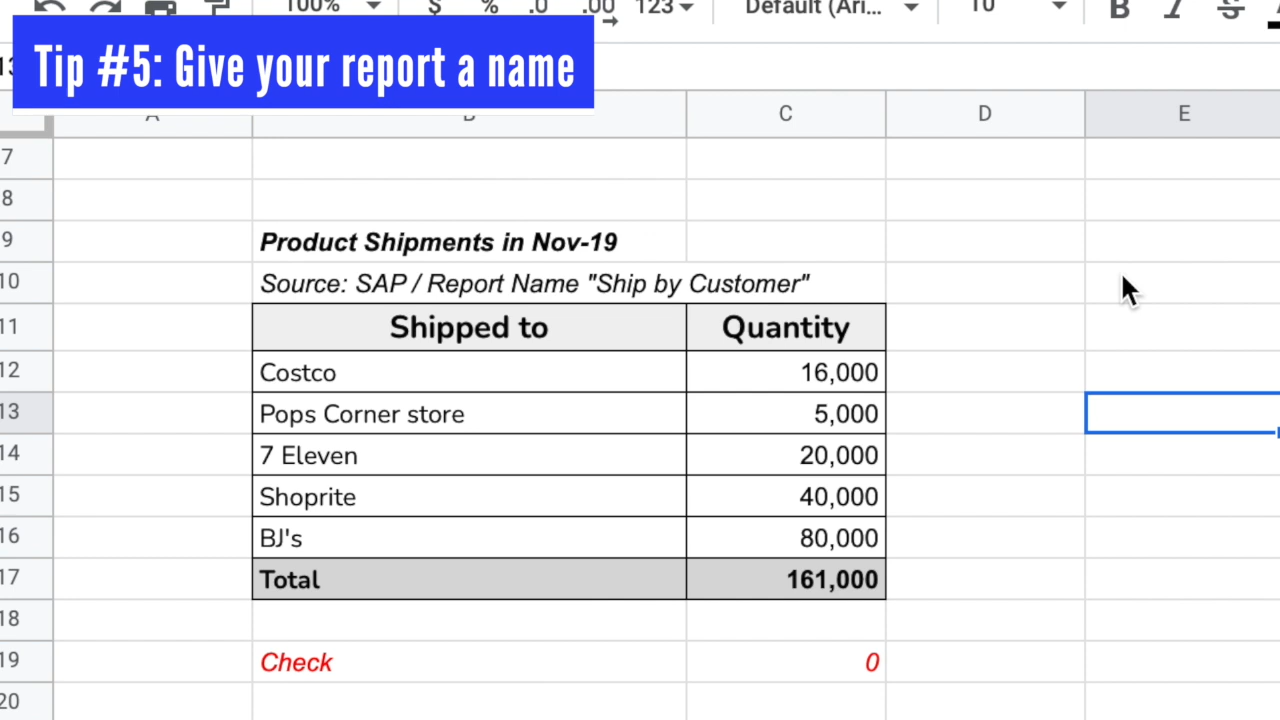 100% $ % .0 .00 123 Default (Ari... 10 B I S
Tip #5: Give your report a name
C D E
7
8
9 Product Shipments in Nov-19
10 Source: SAP / Report Name "Ship by Customer"
11 Shipped to Quantity
12 Costco 16,000
13 Pops Corner store 5,000
14 7 Eleven 20,000
15 Shoprite 40,000
16 BJ's 80,000
17 Total 161,000
18
19 Check 0
20